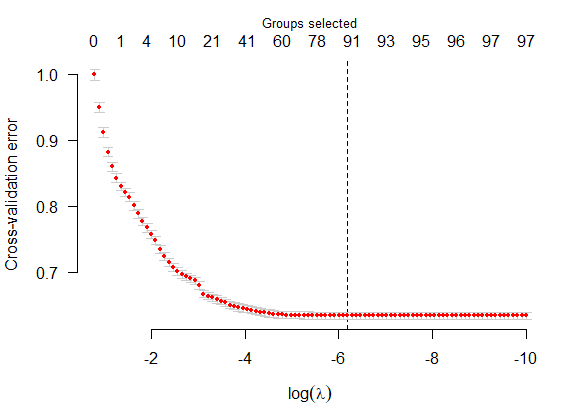 Groups selected
0 1 4 10 21 41 60 78 91 93 95 96 97 97
1.0
0.9
0.8
0.7
Cross-validation error
-2 -4 -6 -8 -10
log(λ)